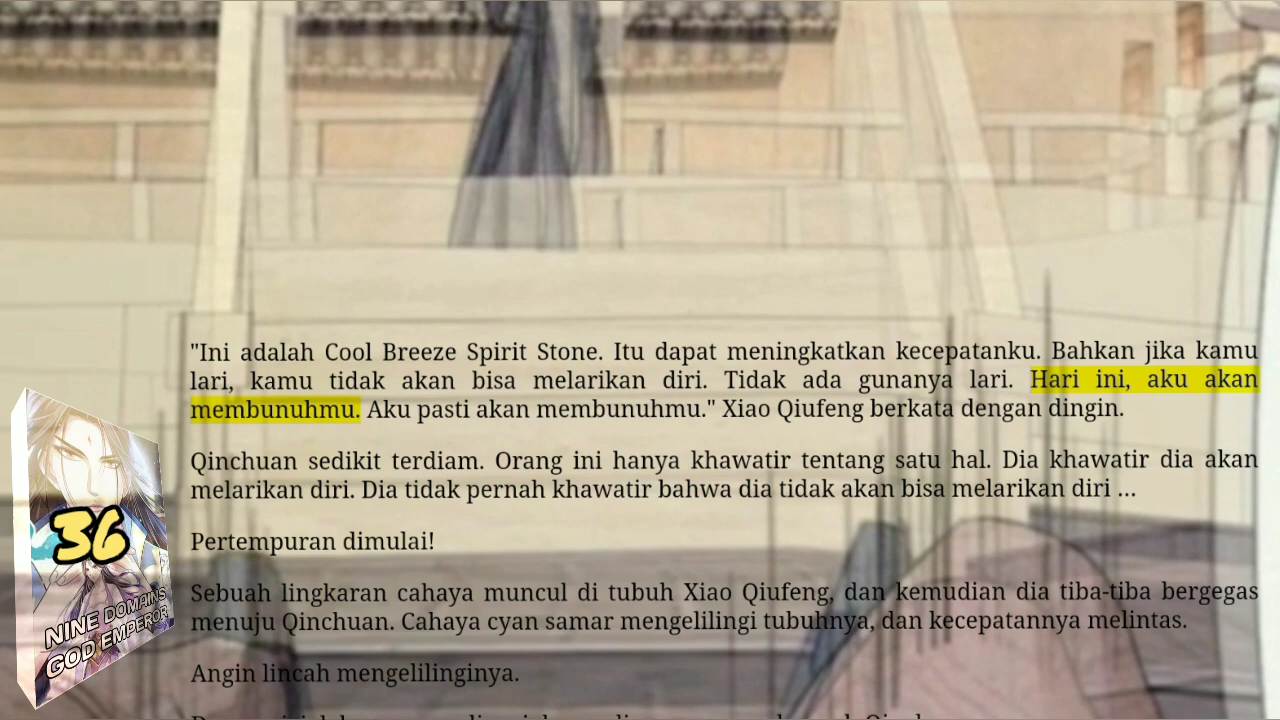 "Ini adalah Cool Breeze Spirit Stone. Itu dapat meningkatkan kecepatanku. Bahkan jika kamu
lari, kamu tidak akan bisa melarikan diri. Tidak ada gunanya lari. Hari ini, aku akan
membunuhmu. Aku pasti akan membunuhmu." Xiao Qiufeng berkata dengan dingin.
Qinchuan sedikit terdiam. Orang ini hanya khawatir tentang satu hal. Dia khawatir dia akan
melarikan diri. Dia tidak pernah khawatir bahwa dia tidak akan bisa melarikan diri ...
Pertempuran dimulai!
Sebuah lingkaran cahaya muncul di tubuh Xiao Qiufeng, dan kemudian dia tiba-tiba bergegas
menuju Qinchuan. Cahaya cyan samar mengelilingi tubuhnya, dan kecepatannya melintas.
Angin lincah mengelilinginya.
36
NINE DOMAINS
GOD EMPEROR